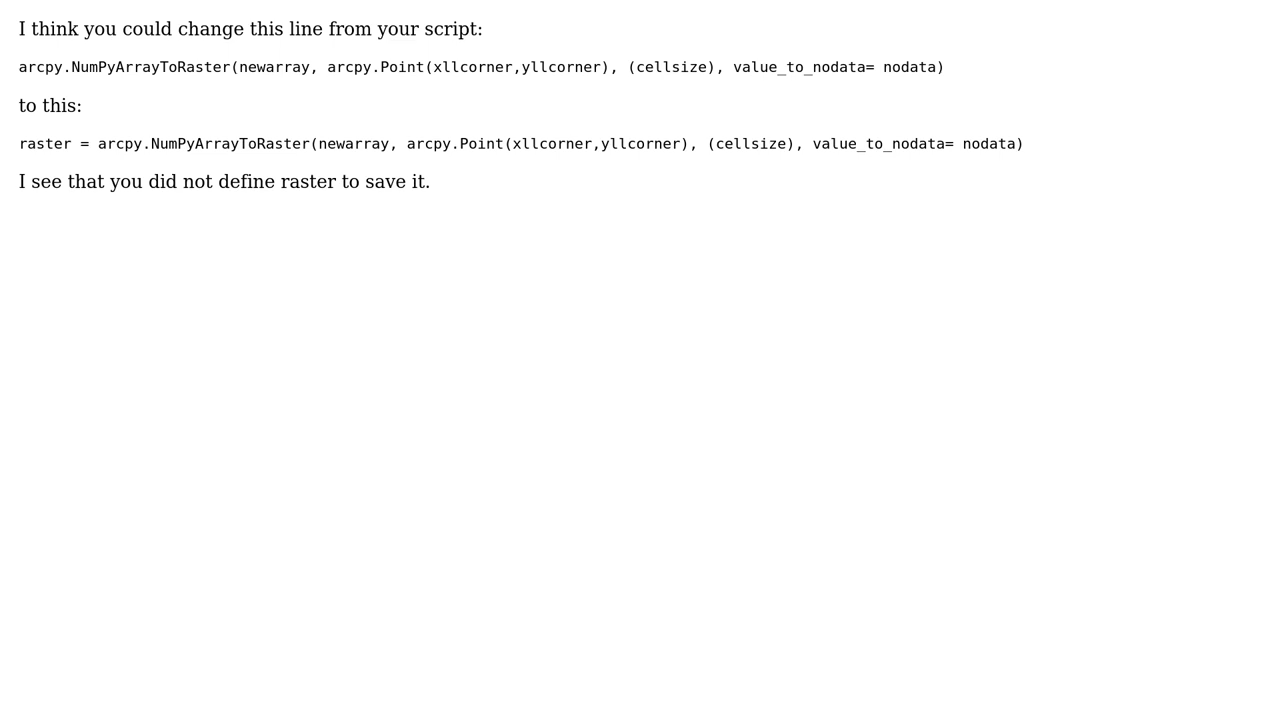 I think you could change this line from your script:
arcpy.NumPyArrayToRaster(newarray, arcpy.Point(xllcorner,yllcorner), (cellsize), value_to_nodata= nodata)
to this:
raster = arcpy.NumPyArrayToRaster(newarray, arcpy.Point(xllcorner,yllcorner), (cellsize), value_to_nodata= nodata)
I see that you did not define raster to save it.